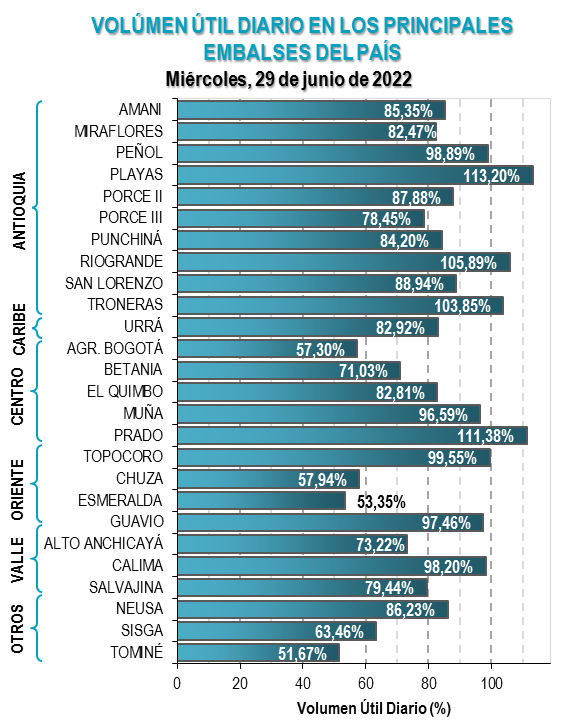 VOLÚMEN ÚTIL DIARIO EN LOS PRINCIPALES
EMBALSES DEL PAÍS
Miércoles, 29 de junio de 2022
ANTIOQUIA
AMANI 85,35%
MIRAFLORES 82,47%
PEÑOL 98,89%
PLAYAS 113,20%
PORCE II 87,88%
PORCE III 78,45%
PUNCHINÁ 84,20%
RIOGRANDE 105,89%
SAN LORENZO 88,94%
TRONERAS 103,85%
CARIBE
URRÁ 82,92%
CENTRO
AGR. BOGOTÁ 57,30%
BETANIA 71,03%
EL QUIMBO 82,81%
MUÑA 96,59%
PRADO 111,38%
ORIENTE
TOPOCORO 99,55%
CHUZA 57,94%
ESMERALDA 53,35%
GUAVIO 97,46%
VALLE
ALTO ANCHICAYÁ 73,22%
CALIMA 98,20%
SALVAJINA 79,44%
OTROS
NEUSA 86,23%
SISGA 63,46%
TOMINÉ 51,67%
0 20 40 60 80 100
Volumen Útil Diario (%)